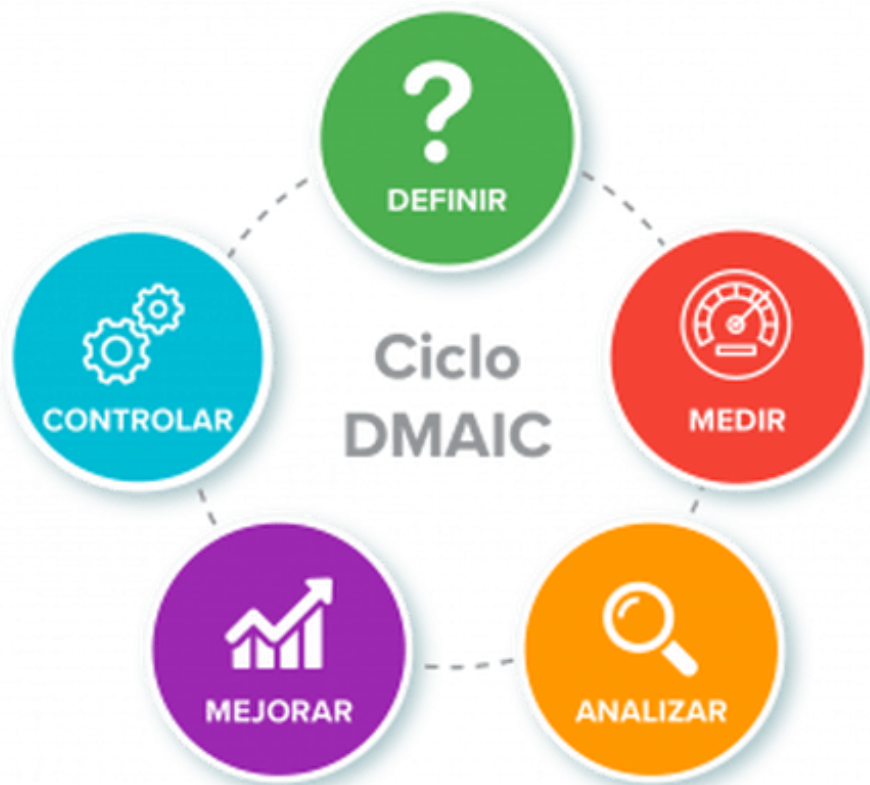 ?
DEFINIR
Ciclo
DMAIC
MEDIR
ANALIZAR
MEJORAR
CONTROLAR